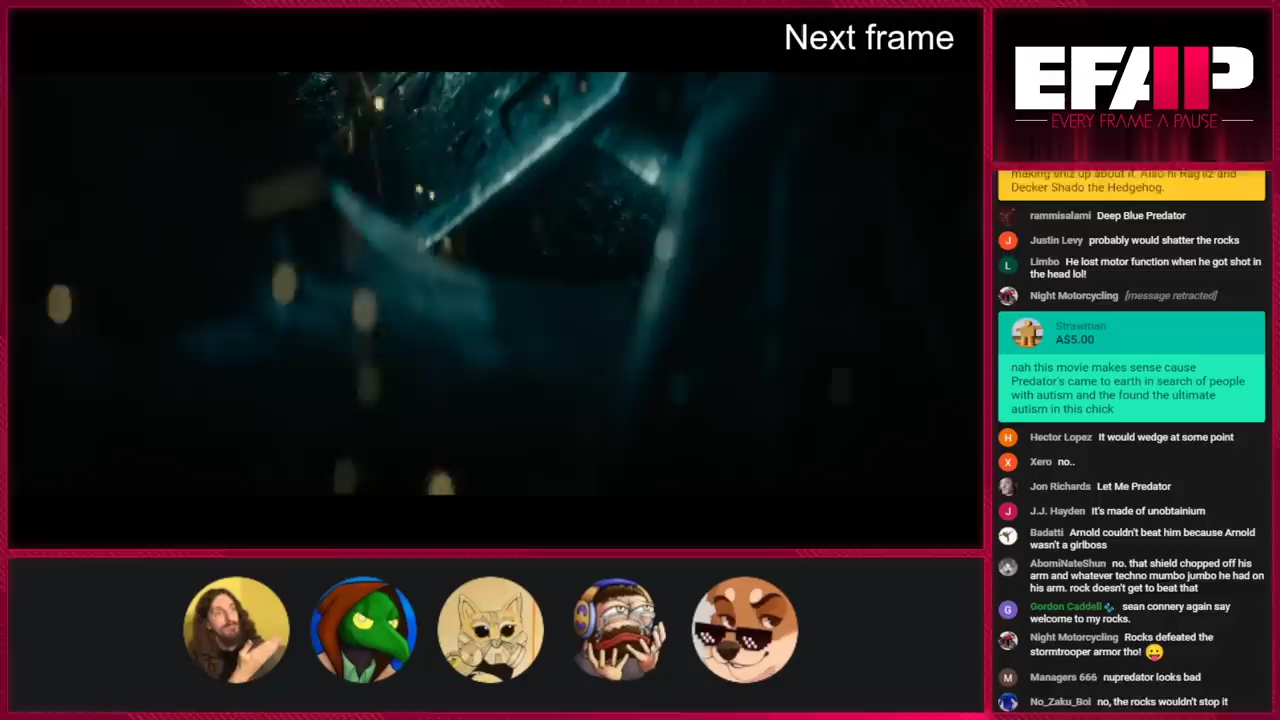 Next frame
EFAP
EVERY FRAME A PAUSE
making shiz up about it. Also hi Rag liz and
Decker Shado the Hedgehog.
rammisalami Deep Blue Predator
J Justin Levy probably would shatter the rocks
L Limbo He lost motor function when he got shot in
the head lol!
Night Motorcycling [message retracted]
Strawman
A$5.00
nah this movie makes sense cause
Predator's came to earth in search of people
with autism and the found the ultimate
autism in this chick
H Hector Lopez It would wedge at some point
X Xero no..
Jon Richards Let Me Predator
J J.J. Hayden It's made of unobtainium
Badatti Arnold couldn't beat him because Arnold
wasn't a girlboss
AbomiNateShun no. that shield chopped off his
arm and whatever techno mumbo jumbo he had on
his arm. rock doesn't get to beat that
G Gordon Caddell sean connery again say
welcome to my rocks.
Night Motorcycling Rocks defeated the
stormtrooper armor tho! 😛
M Managers 666 nupredator looks bad
No_Zaku_Boi no, the rocks wouldn't stop it